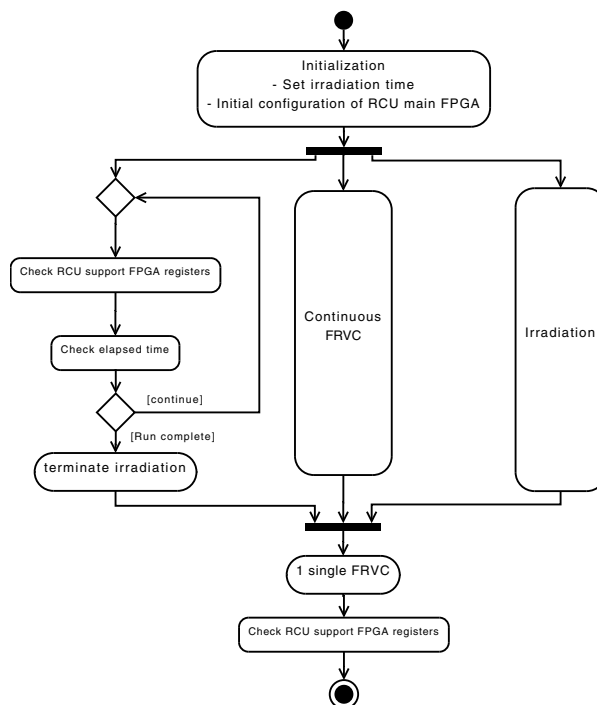 Initialization
- Set irradiation time
- Initial configuration of RCU main FPGA
Check RCU support FPGA registers
Check elapsed time
[continue]
[Run complete]
terminate irradiation
Continuous
FRVC
Irradiation
1 single FRVC
Check RCU support FPGA registers